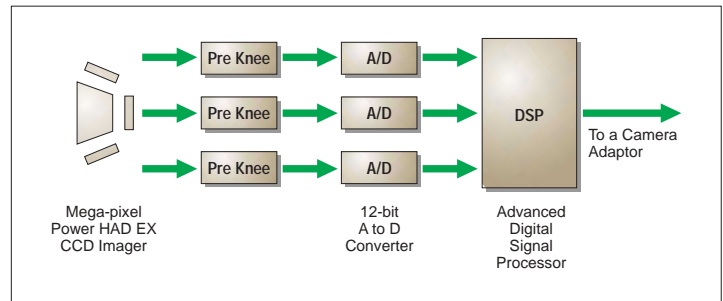 Pre Knee
A/D
Pre Knee
A/D
DSP
To a Camera
Adaptor
Pre Knee
A/D
Mega-pixel
Power HAD EX
CCD Imager
12-bit
A to D
Converter
Advanced
Digital
Signal
Processor